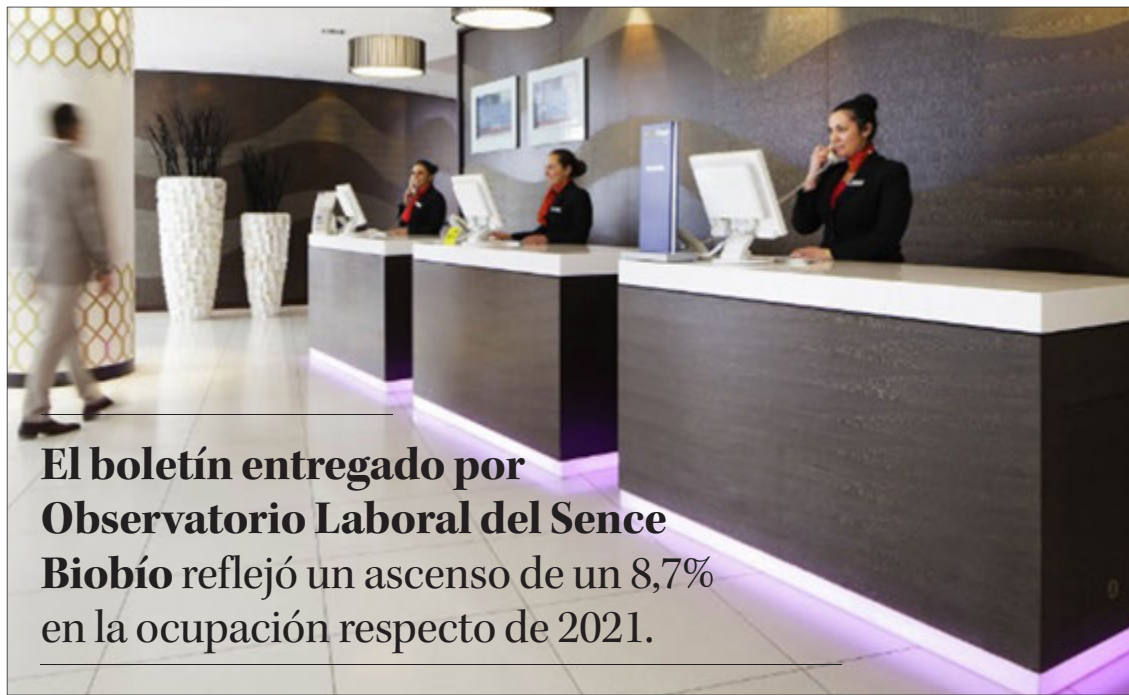 El boletín entregado por
Observatorio Laboral del Sence
Biobío reflejó un ascenso de un 8,7%
en la ocupación respecto de 2021.